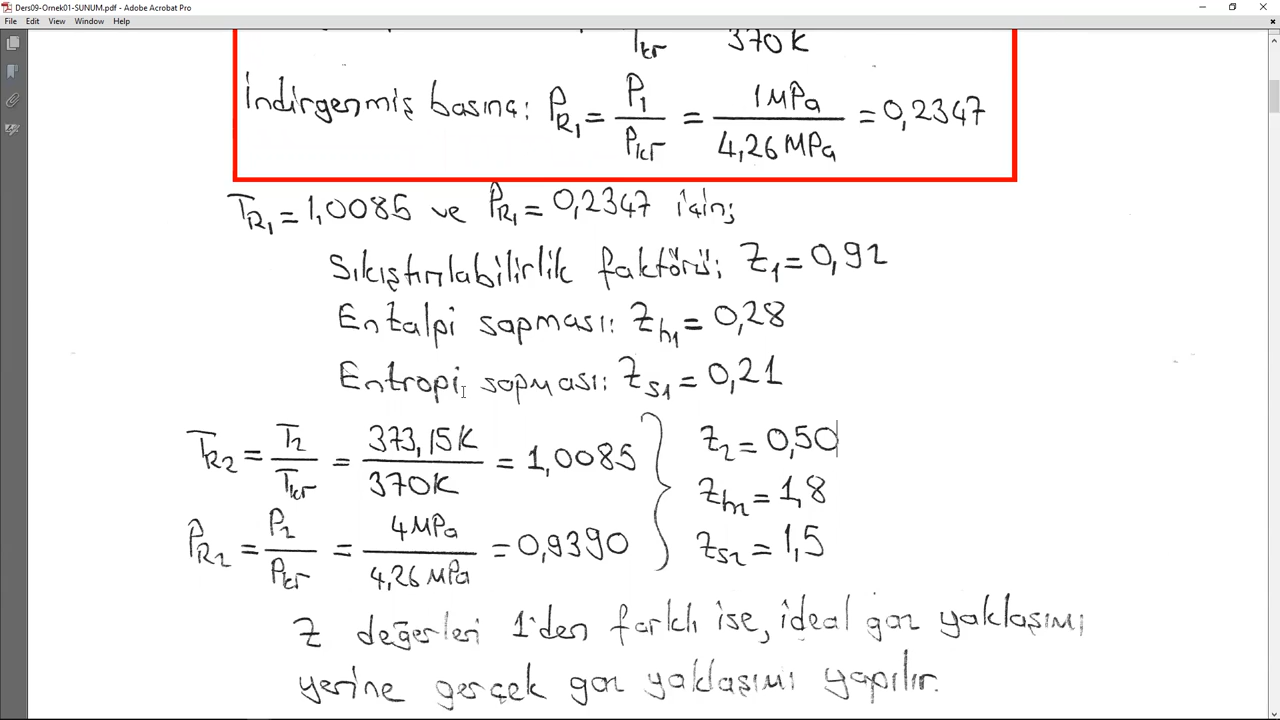 Ders09-Ornek01-SUNUM.pdf - Adobe Acrobat Pro
File Edit View Window Help
Tkr 370K
İndirgenmiş basınç: PR1 = P1 / Pkr = 1 MPa / 4,26 MPa = 0,2347
TR1 = 1,0085 ve PR1 = 0,2347 için;
Sıkıştırılabilirlik faktörü: Z1 = 0,92
Entalpi sapması: Zh1 = 0,28
Entropi sapması: Zs1 = 0,21
TR2 = T2 / Tkr = 373,15K / 370K = 1,0085
PR2 = P2 / Pkr = 4 MPa / 4,26 MPa = 0,9390
Z2 = 0,50
Zh2 = 1,8
Zs2 = 1,5
Z değerleri 1'den farklı ise, ideal gaz yaklaşımı
yerine gerçek gaz yaklaşımı yapılır.